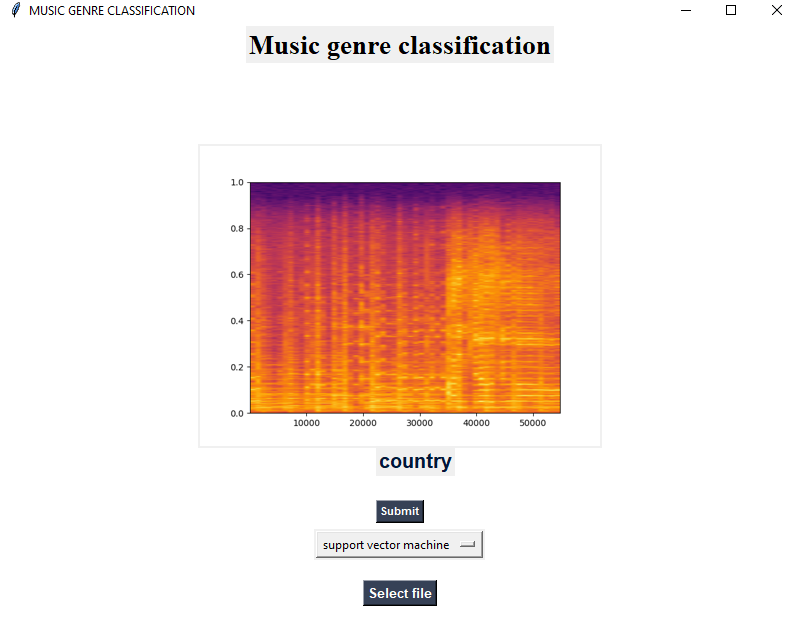 MUSIC GENRE CLASSIFICATION
Music genre classification
1.0
0.8
0.6
0.4
0.2
0.0
10000 20000 30000 40000 50000
country
Submit
support vector machine
Select file